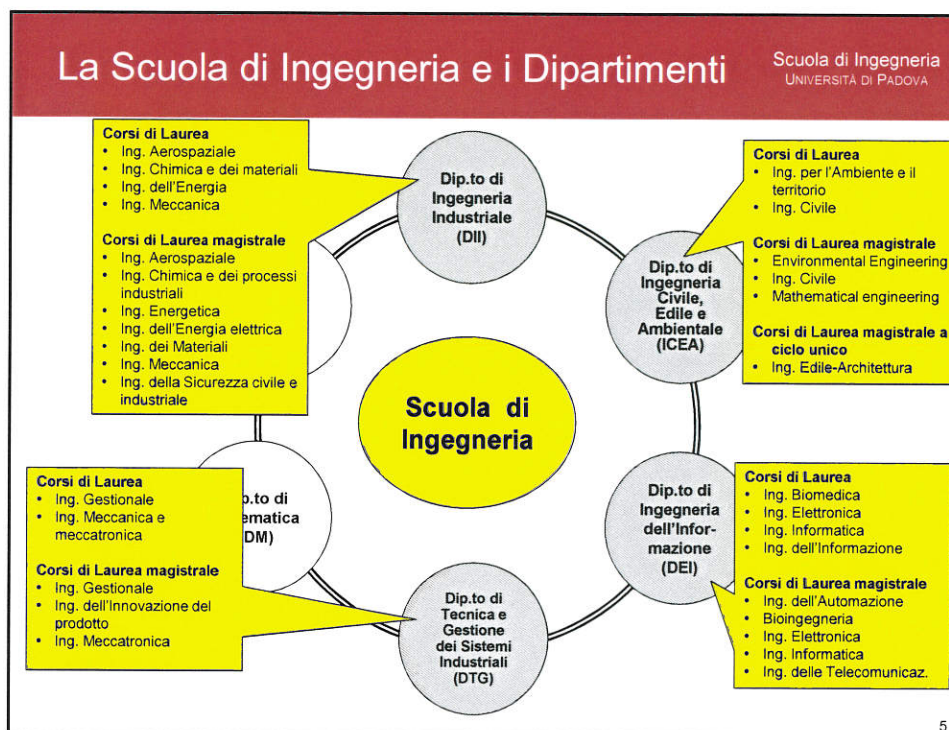 La Scuola di Ingegneria e i Dipartimenti
Scuola di Ingegneria
UNIVERSITÀ DI PADOVA
Corsi di Laurea
• Ing. Aerospaziale
• Ing. Chimica e dei materiali
• Ing. dell'Energia
• Ing. Meccanica
Corsi di Laurea magistrale
• Ing. Aerospaziale
• Ing. Chimica e dei processi
industriali
• Ing. Energetica
• Ing. dell'Energia elettrica
• Ing. dei Materiali
• Ing. Meccanica
• Ing. della Sicurezza civile e
industriale
Dip.to di
Ingegneria
Industriale
(DII)
Corsi di Laurea
• Ing. per l'Ambiente e il
territorio
• Ing. Civile
Corsi di Laurea magistrale
• Environmental Engineering
• Ing. Civile
• Mathematical engineering
Corsi di Laurea magistrale a
ciclo unico
• Ing. Edile-Architettura
Dip.to di
Ingegneria
Civile,
Edile e
Ambientale
(ICEA)
Scuola di
Ingegneria
Corsi di Laurea
• Ing. Gestionale
• Ing. Meccanica e
meccatronica
Corsi di Laurea magistrale
• Ing. Gestionale
• Ing. dell'Innovazione del
prodotto
• Ing. Meccatronica
.to di
ematica
DM)
Dip.to di
Tecnica e
Gestione
dei Sistemi
Industriali
(DTG)
Dip.to di
Ingegneria
dell'Infor-
mazione
(DEI)
Corsi di Laurea
• Ing. Biomedica
• Ing. Elettronica
• Ing. Informatica
• Ing. dell'Informazione
Corsi di Laurea magistrale
• Ing. dell'Automazione
• Bioingegneria
• Ing. Elettronica
• Ing. Informatica
• Ing. delle Telecomunicaz.
5